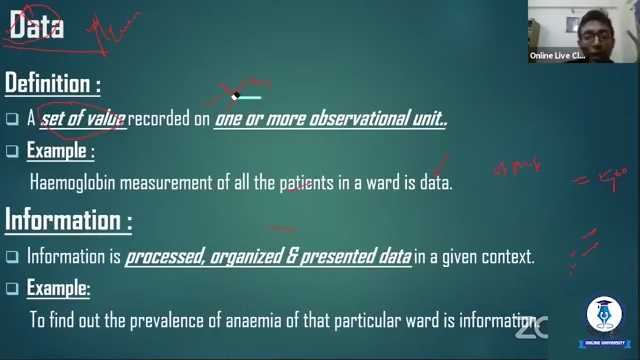 Data
Online Live Cl...
Definition :
A set of value recorded on one or more observational unit..
Example :
Haemoglobin measurement of all the patients in a ward is data.
Information :
Information is processed, organized & presented data in a given context.
Example:
To find out the prevalence of anaemia of that particular ward is information.
ONLINE UNIVERSITY